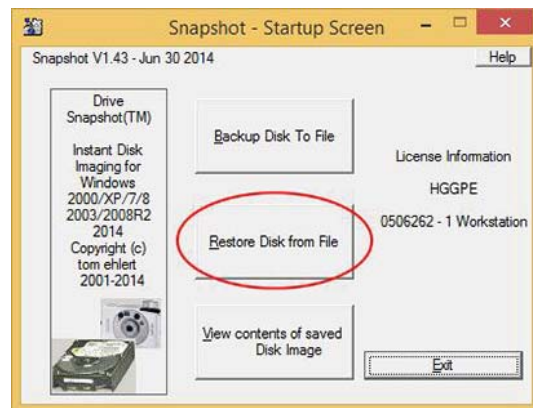 Snapshot - Startup Screen
Snapshot V1.43 - Jun 30 2014
Help
Drive
Snapshot(TM)
Instant Disk
Imaging for
Windows
2000/XP/7/8
2003/2008R2
2014
Copyright (c)
tom ehlert
2001-2014
Backup Disk To File
Restore Disk from File
View contents of saved
Disk Image
License Information
HGGPE
0506262 - 1 Workstation
Exit